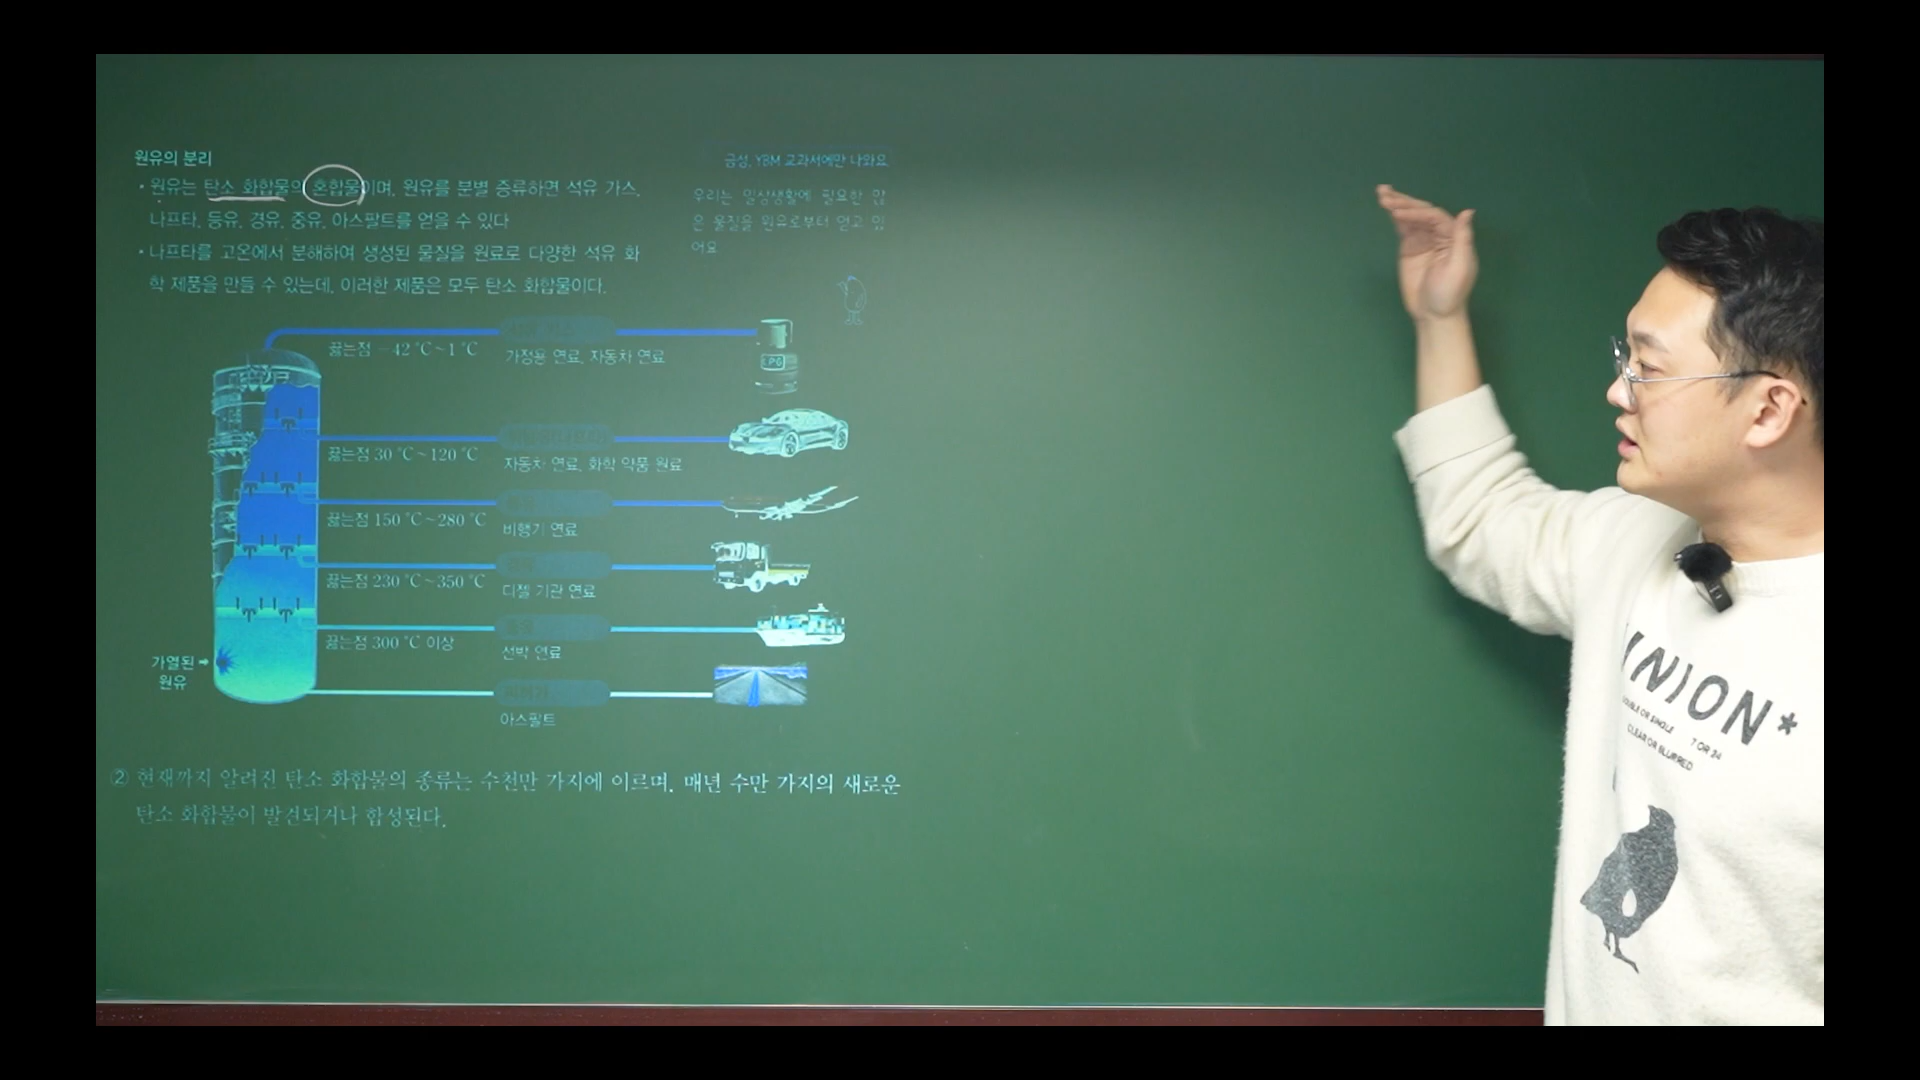 원유의 분리
금성, YBM 교과서에만 나와요
• 원유는 탄소 화합물의 혼합물이며, 원유를 분별 증류하면 석유 가스,
나프타, 등유, 경유, 중유, 아스팔트를 얻을 수 있다
• 나프타를 고온에서 분해하여 생성된 물질을 원료로 다양한 석유 화
학 제품을 만들 수 있는데, 이러한 제품은 모두 탄소 화합물이다.
우리는 일상생활에 필요한 많
은 물질을 원유로부터 얻고 있
어요
끓는점 -42 ℃~1 ℃
가정용 연료, 자동차 연료
LPG
끓는점 30 ℃~120 ℃
자동차 연료, 화학 약품 원료
끓는점 150 ℃~280 ℃
비행기 연료
끓는점 230 ℃~350 ℃
디젤 기관 연료
끓는점 300 ℃ 이상
선박 연료
가열된
원유
아스팔트
② 현재까지 알려진 탄소 화합물의 종류는 수천만 가지에 이르며, 매년 수만 가지의 새로운
탄소 화합물이 발견되거나 합성된다.
DOUBLE OR SINGLE 7 OR 24
CLEAR OR BLURRED